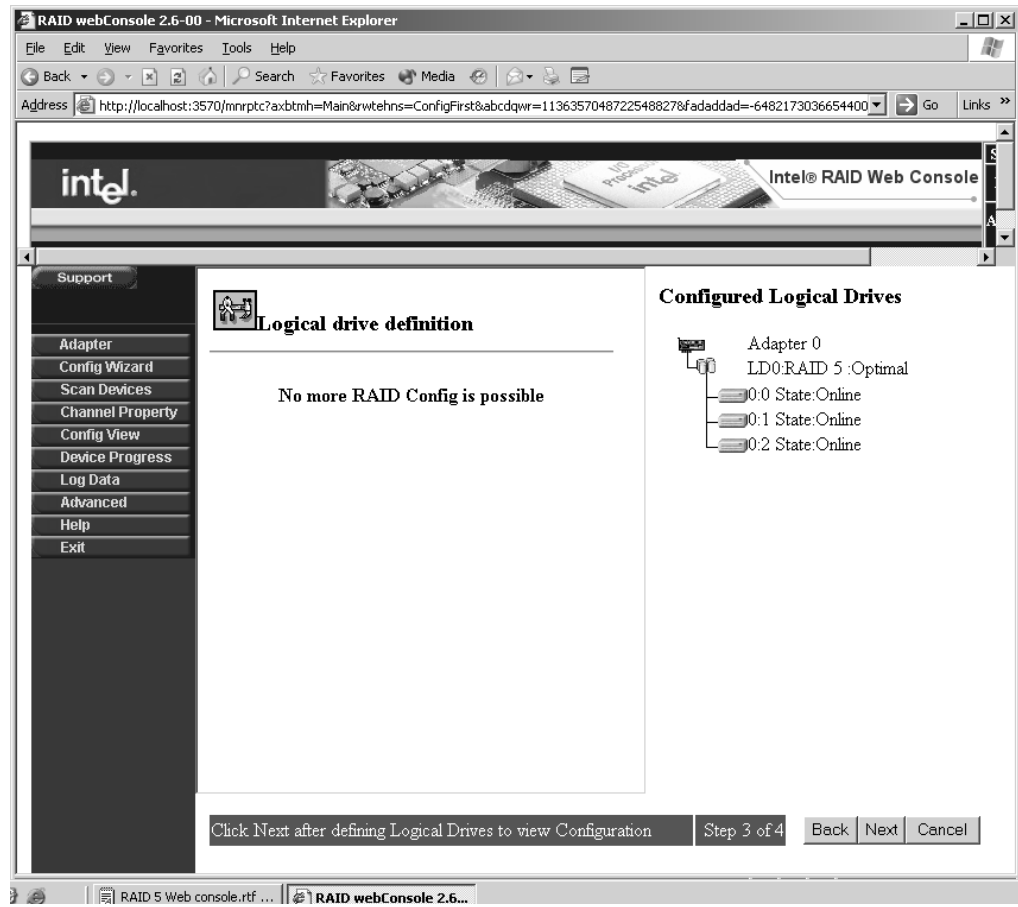 RAID webConsole 2.6-00 - Microsoft Internet Explorer
File Edit View Favorites Tools Help
Back Search Favorites Media
Address http://localhost:3570/mnrptc?axbtmh=Main&rwtehns=ConfigFirst&abcdqwr=1136357048722548827&fadaddad=-6482173036654400 Go Links »
intel.
I/O Processor
intel
Intel® RAID Web Console
S
A
Support
Adapter
Config Wizard
Scan Devices
Channel Property
Config View
Device Progress
Log Data
Advanced
Help
Exit
Logical drive definition
No more RAID Config is possible
Configured Logical Drives
Adapter 0
LD0:RAID 5 :Optimal
0:0 State:Online
0:1 State:Online
0:2 State:Online
Click Next after defining Logical Drives to view Configuration Step 3 of 4 Back Next Cancel
RAID 5 Web console.rtf ... RAID webConsole 2.6...